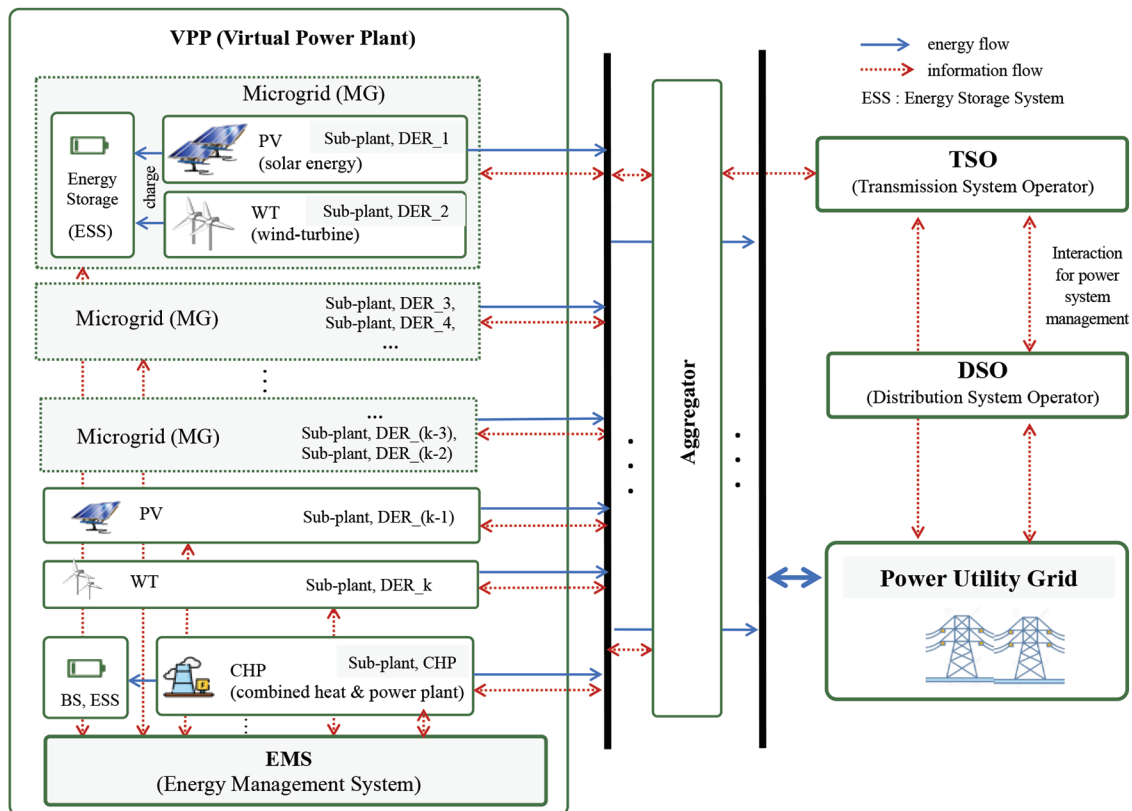 VPP (Virtual Power Plant)
Microgrid (MG)
Energy
Storage
(ESS)
charge
PV
(solar energy)
Sub-plant, DER_1
WT
(wind-turbine)
Sub-plant, DER_2
Microgrid (MG)
Sub-plant, DER_3,
Sub-plant, DER_4,
...
Microgrid (MG)
...
Sub-plant, DER_(k-3),
Sub-plant, DER_(k-2)
PV
Sub-plant, DER_(k-1)
WT
Sub-plant, DER_k
BS, ESS
CHP
(combined heat & power plant)
Sub-plant, CHP
EMS
(Energy Management System)
Aggregator
energy flow
information flow
ESS : Energy Storage System
TSO
(Transmission System Operator)
Interaction
for power
system
management
DSO
(Distribution System Operator)
Power Utility Grid